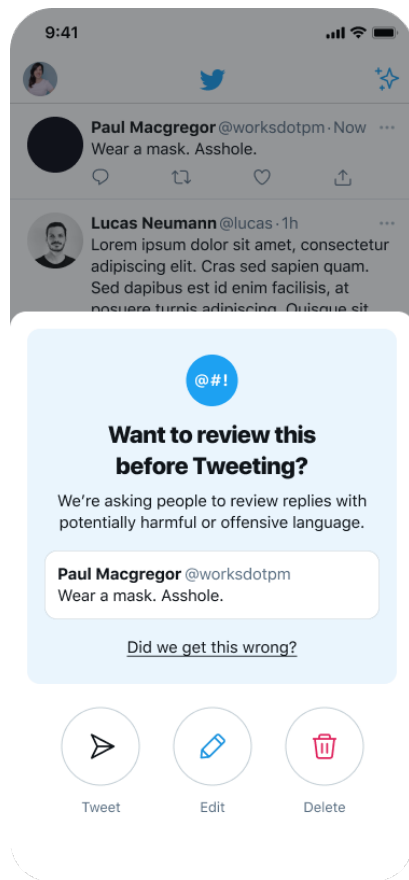 9:41
Paul Macgregor @worksdotpm · Now
Wear a mask. Asshole.
Lucas Neumann @lucas · 1h
Lorem ipsum dolor sit amet, consectetur
adipiscing elit. Cras sed sapien quam.
Sed dapibus est id enim facilisis, at
posuere turpis adipiscing. Quisque sit
@#!
Want to review this
before Tweeting?
We’re asking people to review replies with
potentially harmful or offensive language.
Paul Macgregor @worksdotpm
Wear a mask. Asshole.
Did we get this wrong?
Tweet
Edit
Delete